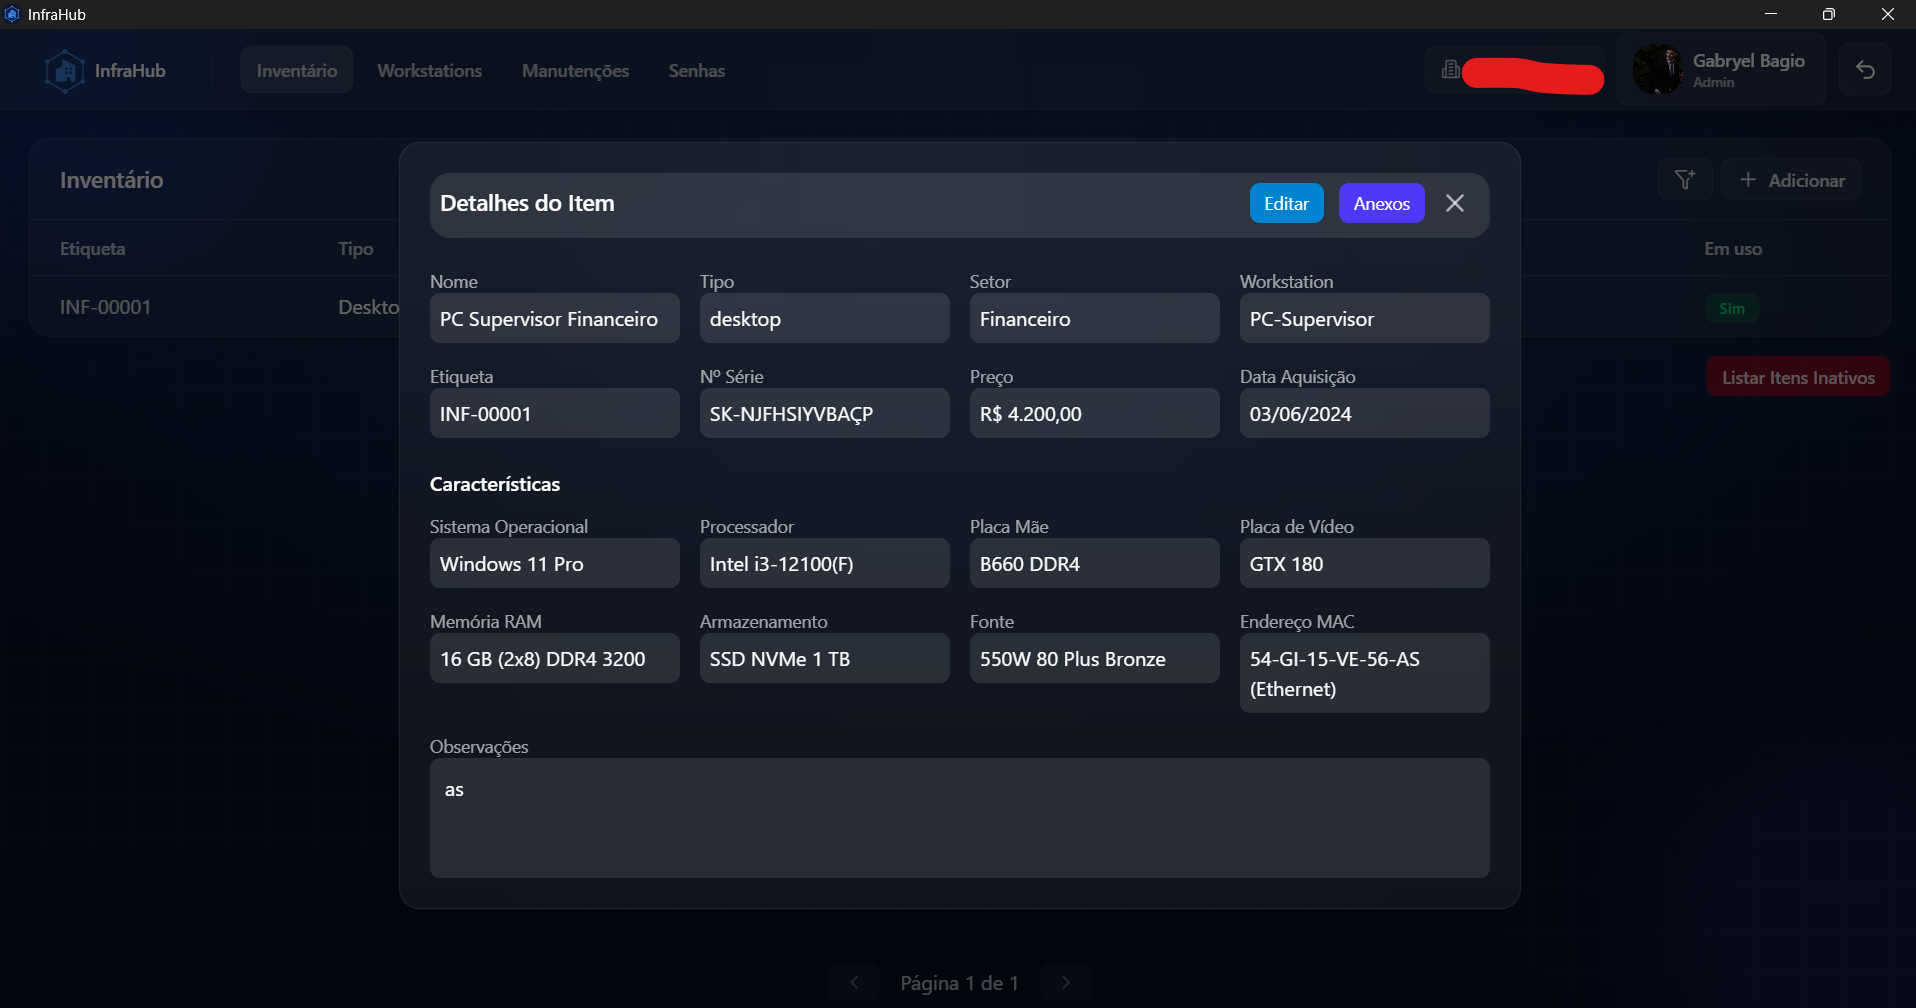 InfraHub
InfraHub
Inventário
Workstations
Manutenções
Senhas
Gabryel Bagio
Admin
Inventário
Adicionar
Etiqueta
Tipo
Em uso
INF-00001
Deskto
Sim
Listar Itens Inativos
Detalhes do Item
Editar
Anexos
Nome
Tipo
Setor
Workstation
PC Supervisor Financeiro
desktop
Financeiro
PC-Supervisor
Etiqueta
Nº Série
Preço
Data Aquisição
INF-00001
SK-NJFHSIYVBAÇP
R$ 4.200,00
03/06/2024
Características
Sistema Operacional
Processador
Placa Mãe
Placa de Vídeo
Windows 11 Pro
Intel i3-12100(F)
B660 DDR4
GTX 180
Memória RAM
Armazenamento
Fonte
Endereço MAC
16 GB (2x8) DDR4 3200
SSD NVMe 1 TB
550W 80 Plus Bronze
54-GI-15-VE-56-AS
(Ethernet)
Observações
as
Página 1 de 1